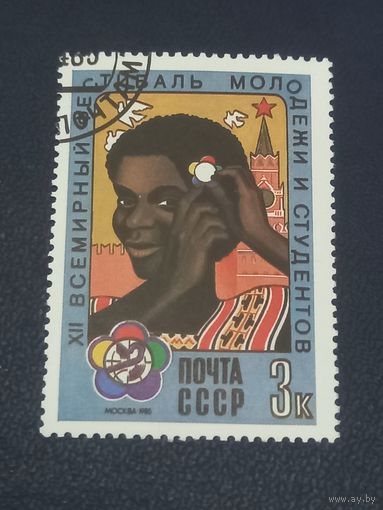 XII ВСЕМИРНЫЙ ФЕСТИВАЛЬ МОЛОДЕЖИ И СТУДЕНТОВ
МОСКВА 1985
ПОЧТА
СССР
3к
www.ay.by